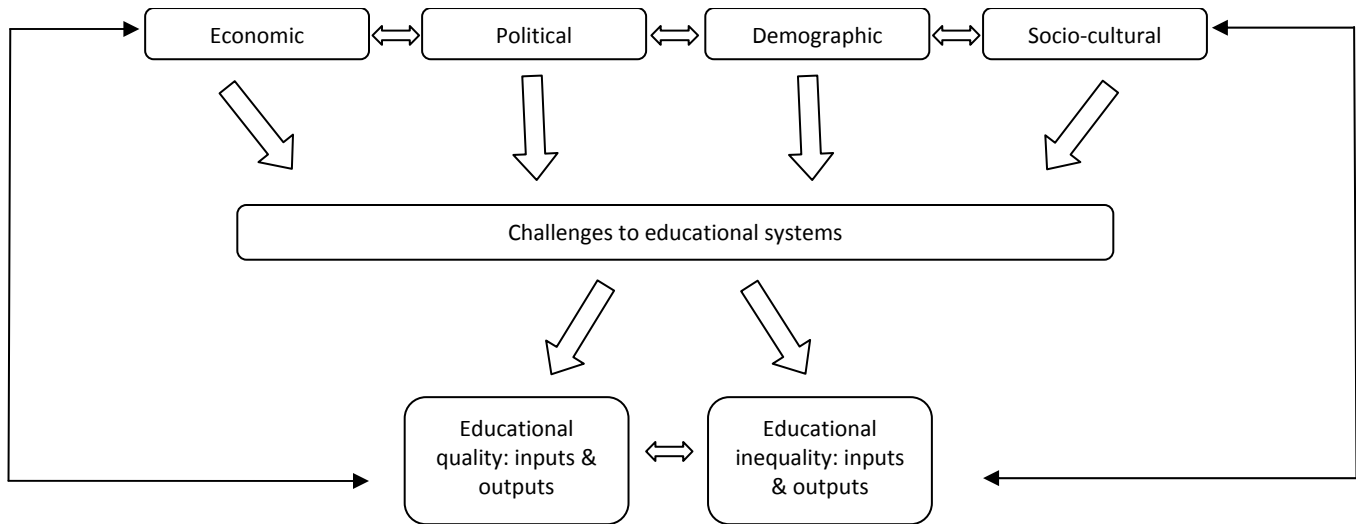 Economic
Political
Demographic
Socio-cultural
Challenges to educational systems
Educational
quality: inputs &
outputs
Educational
inequality: inputs
& outputs